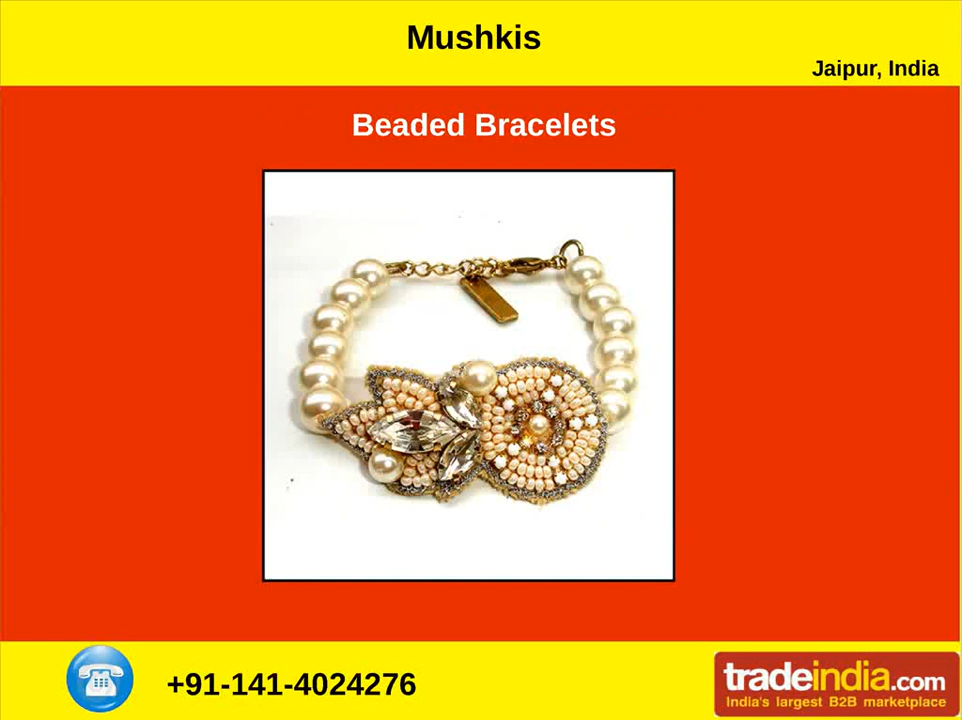 Mushkis
Jaipur, India
Beaded Bracelets
+91-141-4024276
tradeindia.com
India's largest B2B marketplace